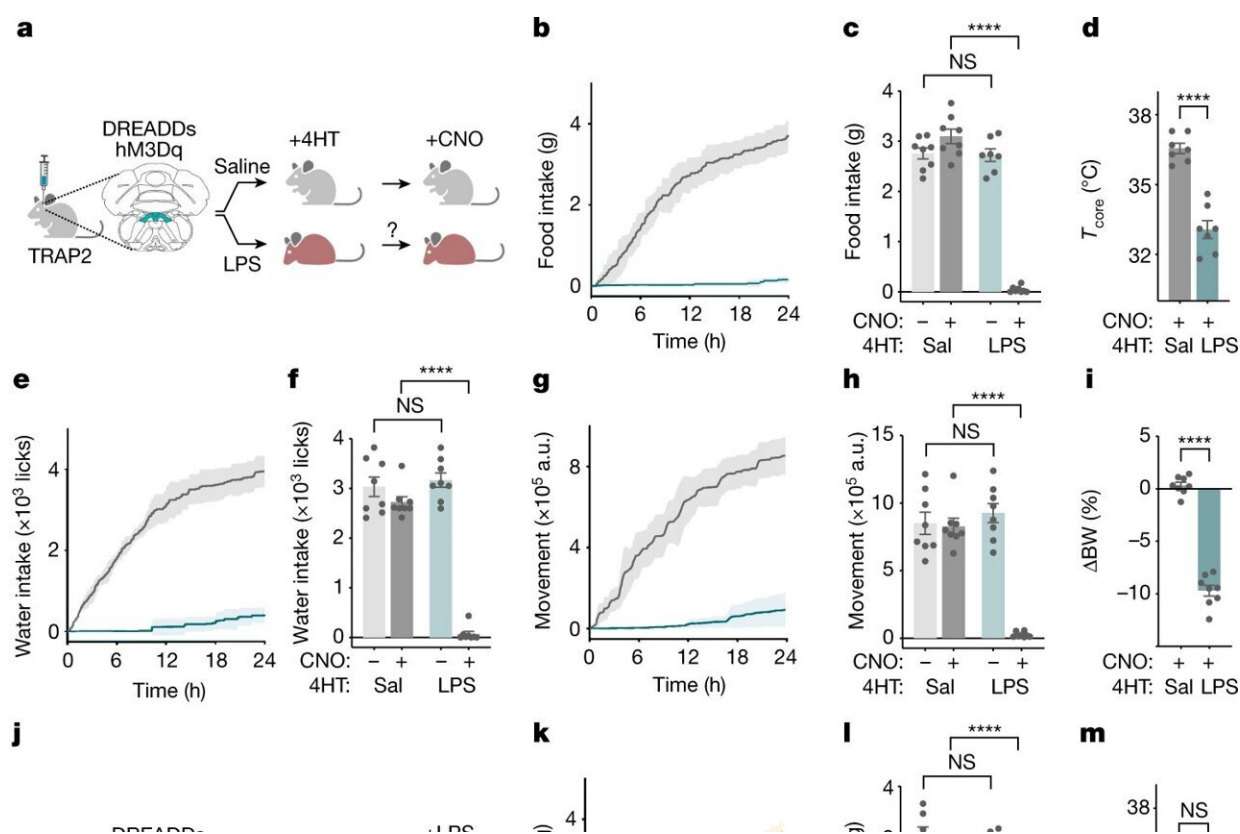 a
DREADDs
hM3Dq
Saline
+4HT
+CNO
?
LPS
TRAP2
b
Food intake (g)
4
2
0
0 6 12 18 24
Time (h)
c
****
NS
Food intake (g)
4
3
2
1
0
CNO: – + – +
4HT: Sal LPS
d
****
Tcore (°C)
38
35
32
CNO: + +
4HT: Sal LPS
e
Water intake (×10³ licks)
4
2
0
0 6 12 18 24
Time (h)
f
****
NS
Water intake (×10³ licks)
4
3
2
1
0
CNO: – + – +
4HT: Sal LPS
g
Movement (×10⁵ a.u.)
8
4
0
0 6 12 18 24
Time (h)
h
****
NS
Movement (×10⁵ a.u.)
15
10
5
0
CNO: – + – +
4HT: Sal LPS
i
****
ΔBW (%)
5
0
−5
−10
CNO: + +
4HT: Sal LPS
j
DREADDs
+LPS
k
4
l
****
NS
4
m
38
NS